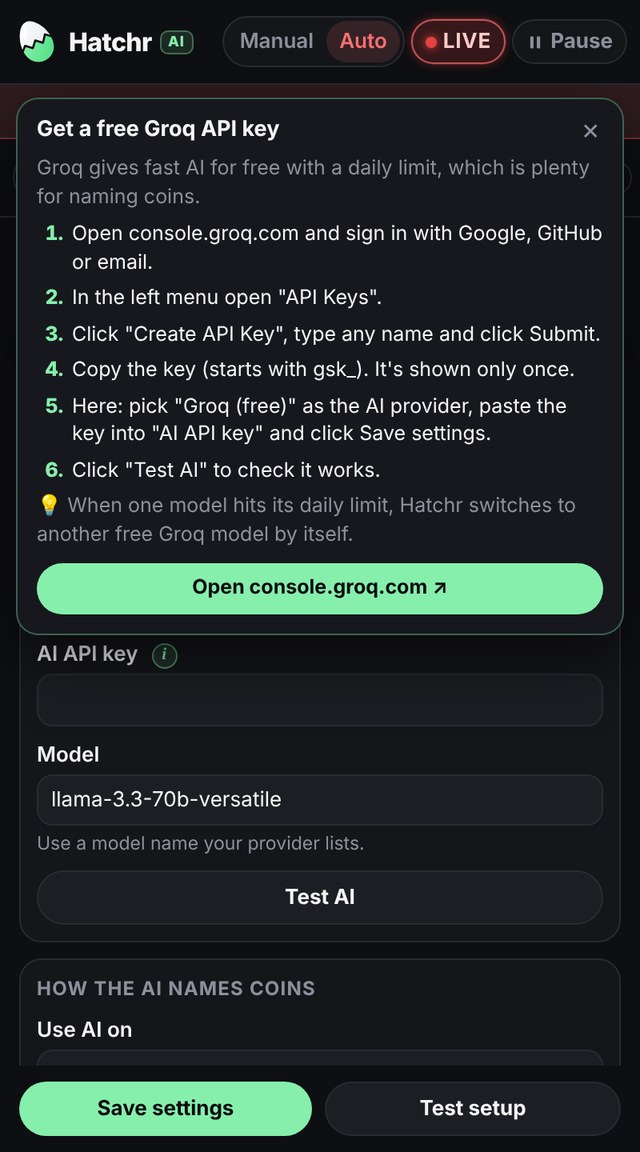 Hatchr AI Manual Auto LIVE Pause
Get a free Groq API key
Groq gives fast AI for free with a daily limit, which is plenty
for naming coins.
1. Open console.groq.com and sign in with Google, GitHub
or email.
2. In the left menu open "API Keys".
3. Click "Create API Key", type any name and click Submit.
4. Copy the key (starts with gsk_). It's shown only once.
5. Here: pick "Groq (free)" as the AI provider, paste the
key into "AI API key" and click Save settings.
6. Click "Test AI" to check it works.
💡 When one model hits its daily limit, Hatchr switches to
another free Groq model by itself.
Open console.groq.com ↗
AI API key i
Model
llama-3.3-70b-versatile
Use a model name your provider lists.
Test AI
HOW THE AI NAMES COINS
Use AI on
Save settings Test setup